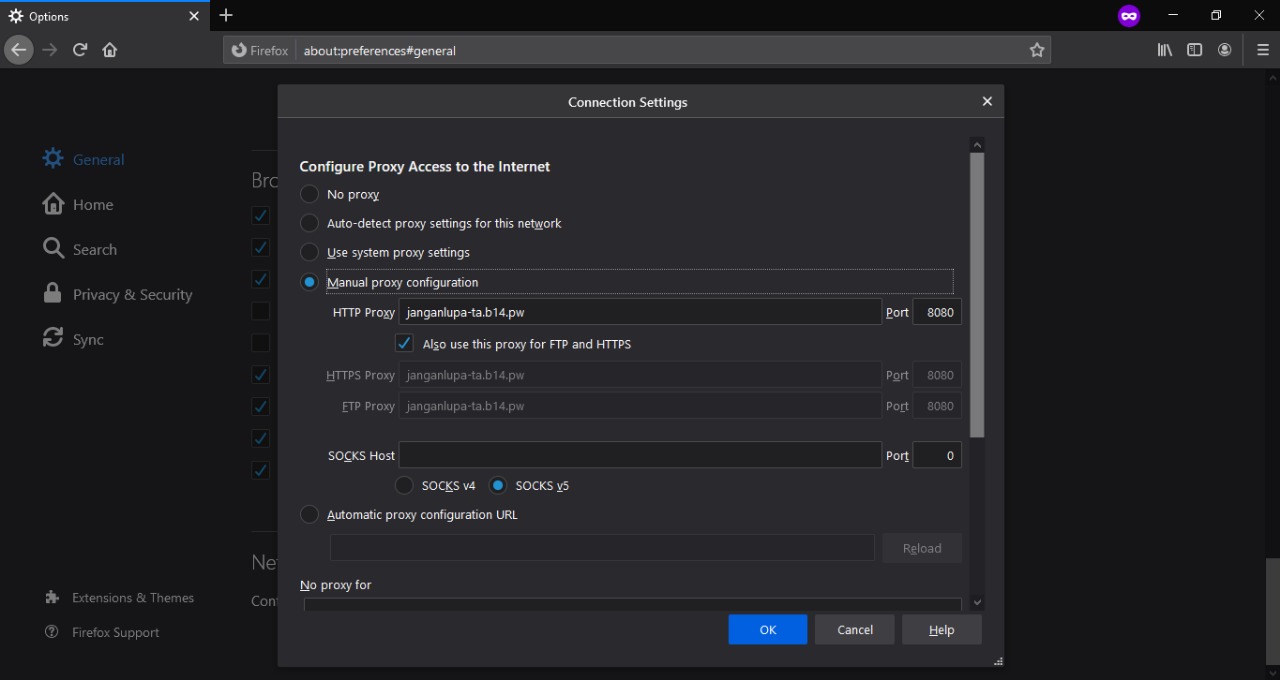 Options
Firefox
about:preferences#general
Connection Settings
General
Home
Search
Privacy & Security
Sync
Extensions & Themes
Firefox Support
Configure Proxy Access to the Internet
No proxy
Auto-detect proxy settings for this network
Use system proxy settings
Manual proxy configuration
HTTP Proxy janganlupa-ta.b14.pw Port 8080
Also use this proxy for FTP and HTTPS
HTTPS Proxy janganlupa-ta.b14.pw Port 8080
FTP Proxy janganlupa-ta.b14.pw Port 8080
SOCKS Host Port 0
SOCKS v4 SOCKS v5
Automatic proxy configuration URL
Reload
No proxy for
OK Cancel Help